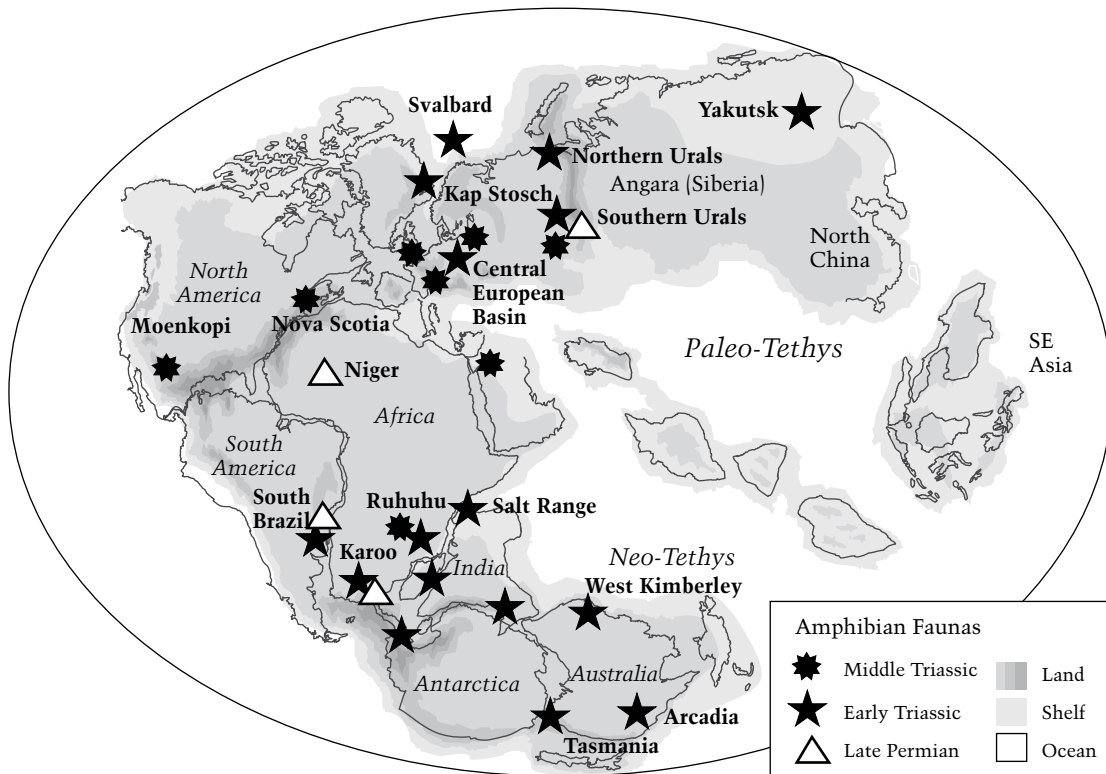 Svalbard
Yakutsk
Northern Urals
Kap Stosch
Angara (Siberia)
Southern Urals
North
China
North
America
Central
European
Basin
Moenkopi
Nova Scotia
Paleo-Tethys
SE
Asia
Niger
Africa
South
America
South
Brazil
Ruhuhu
Salt Range
Karoo
India
Neo-Tethys
West Kimberley
Antarctica
Australia
Arcadia
Tasmania
Amphibian Faunas
Middle Triassic
Early Triassic
Late Permian
Land
Shelf
Ocean